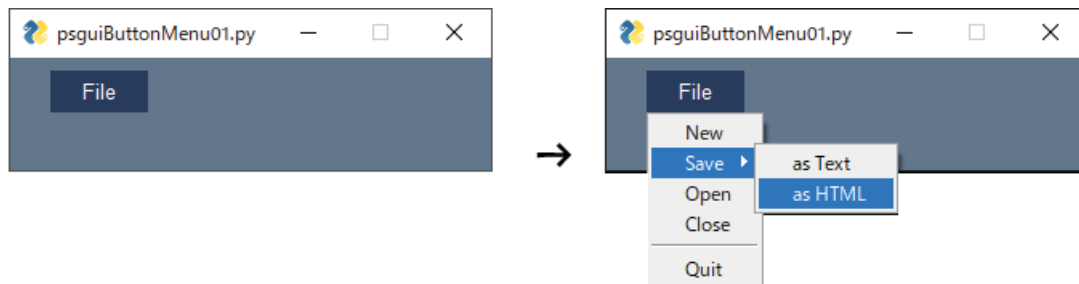 psguiButtonMenu01.py
File
→
psguiButtonMenu01.py
File
New
Save
as Text
as HTML
Open
Close
Quit